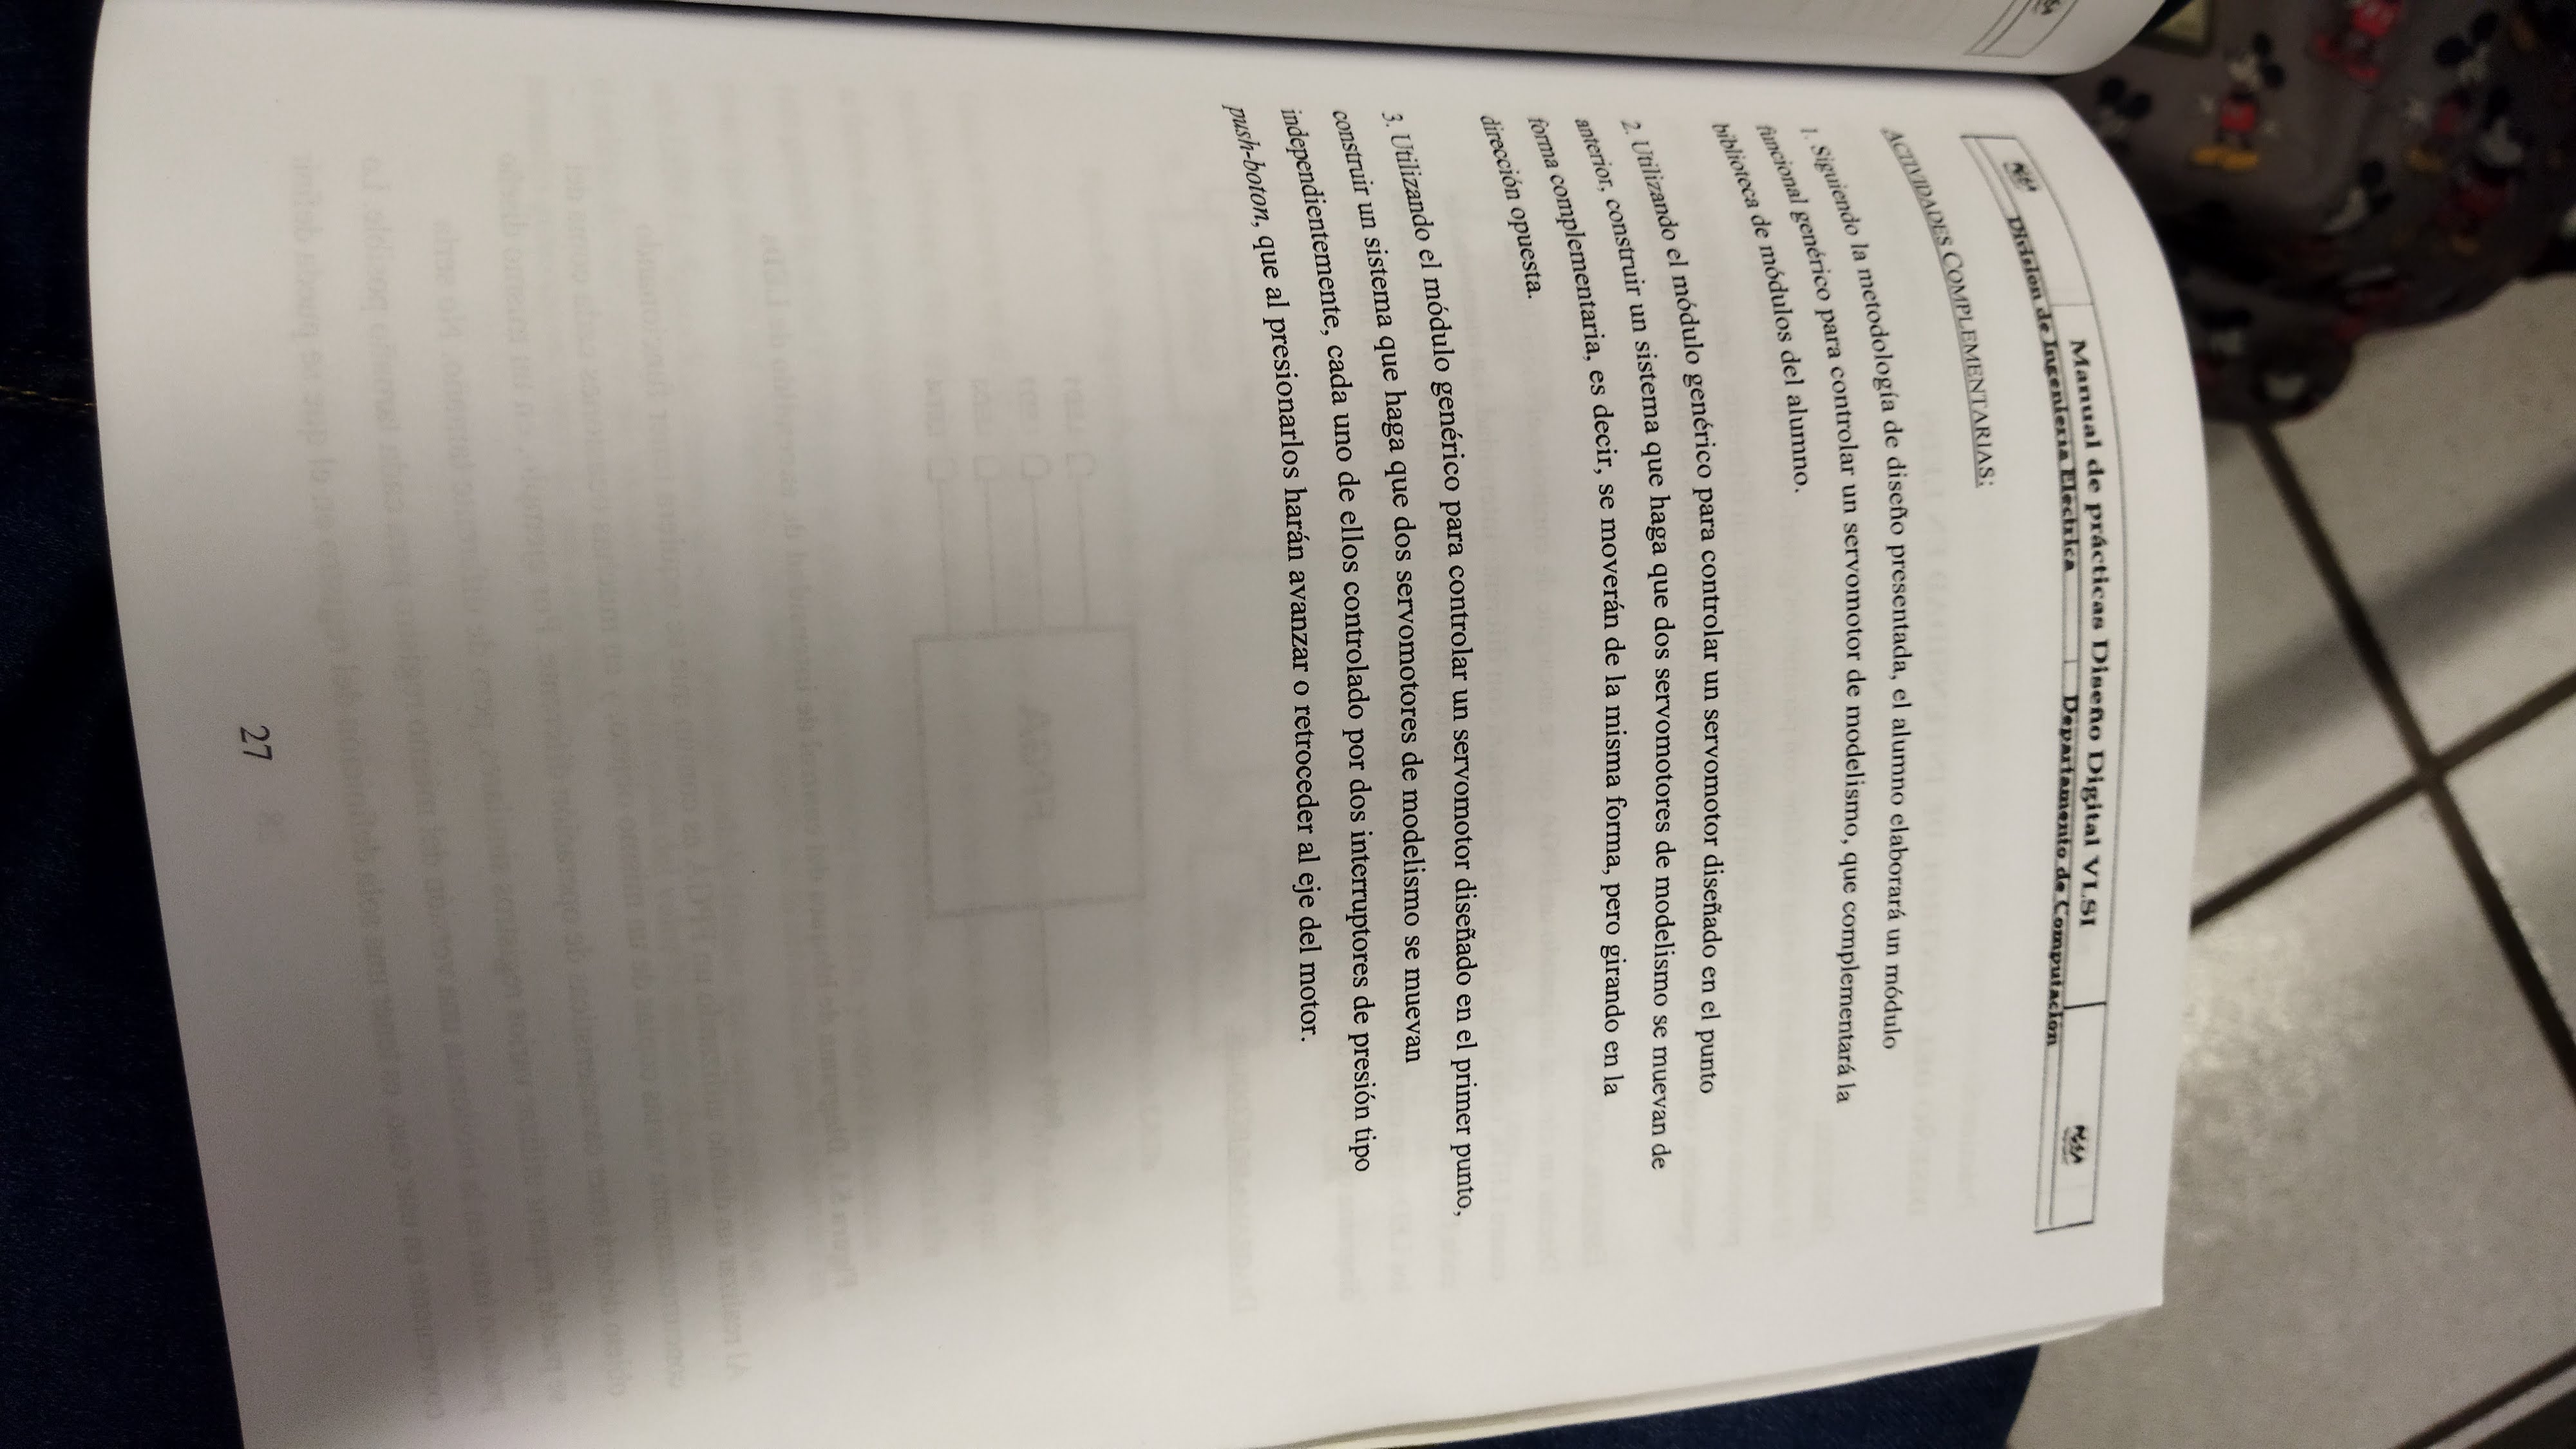 Manual de prácticas Diseño Digital VLSI
División de Ingeniería Eléctrica Departamento de Computación
ACTIVIDADES COMPLEMENTARIAS:
1. Siguiendo la metodología de diseño presentada, el alumno elaborará un módulo
funcional genérico para controlar un servomotor de modelismo, que complementará la
biblioteca de módulos del alumno.
2. Utilizando el módulo genérico para controlar un servomotor diseñado en el punto
anterior, construir un sistema que haga que dos servomotores de modelismo se muevan de
forma complementaria, es decir, se moverán de la misma forma, pero girando en la
dirección opuesta.
3. Utilizando el módulo genérico para controlar un servomotor diseñado en el primer punto,
construir un sistema que haga que dos servomotores de modelismo se muevan
independientemente, cada uno de ellos controlado por dos interruptores de presión tipo
push-boton, que al presionarlos harán avanzar o retroceder al eje del motor.
27